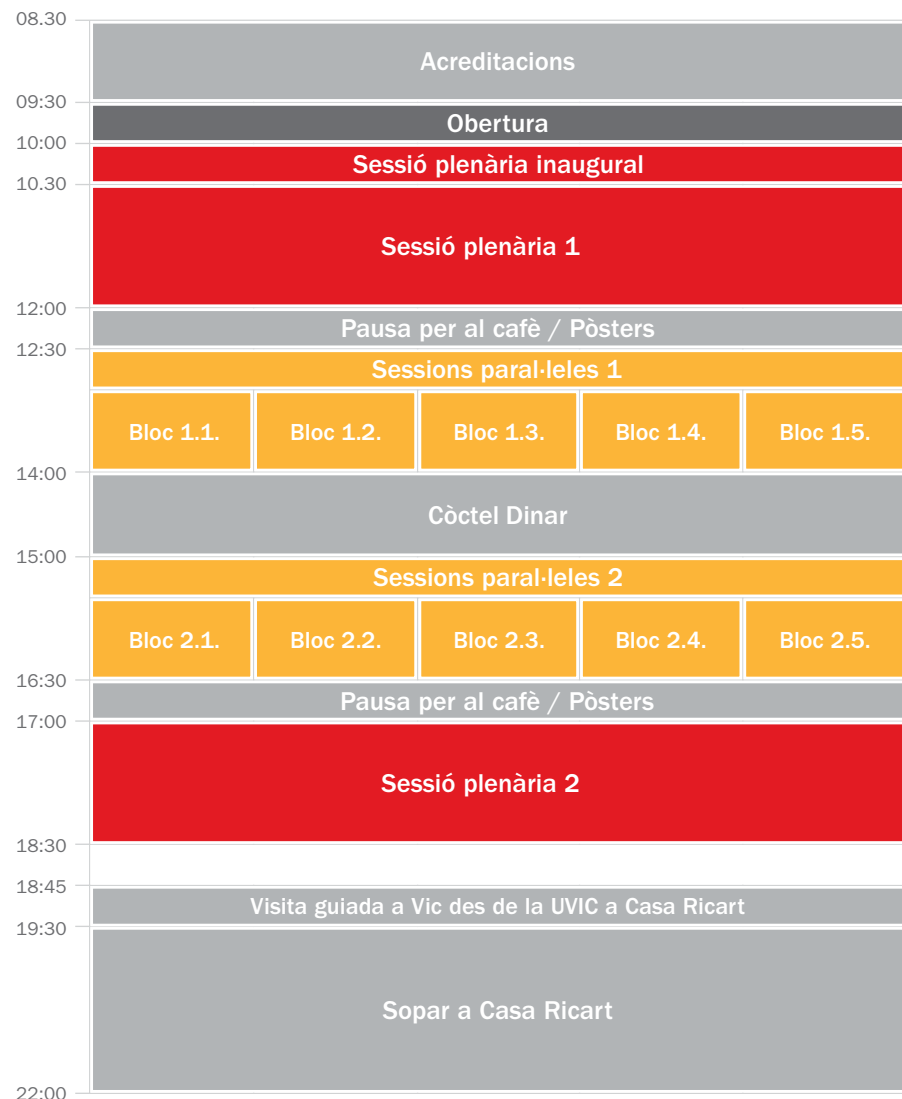 08.30
Acreditacions
09:30
Obertura
10:00
Sessió plenària inaugural
10.30
Sessió plenària 1
12:00
Pausa per al cafè / Pòsters
12:30
Sessions paral·leles 1
Bloc 1.1. Bloc 1.2. Bloc 1.3. Bloc 1.4. Bloc 1.5.
14:00
Còctel Dinar
15:00
Sessions paral·leles 2
Bloc 2.1. Bloc 2.2. Bloc 2.3. Bloc 2.4. Bloc 2.5.
16:30
Pausa per al cafè / Pòsters
17:00
Sessió plenària 2
18:30
18:45
Visita guiada a Vic des de la UVIC a Casa Ricart
19:30
Sopar a Casa Ricart
22:00